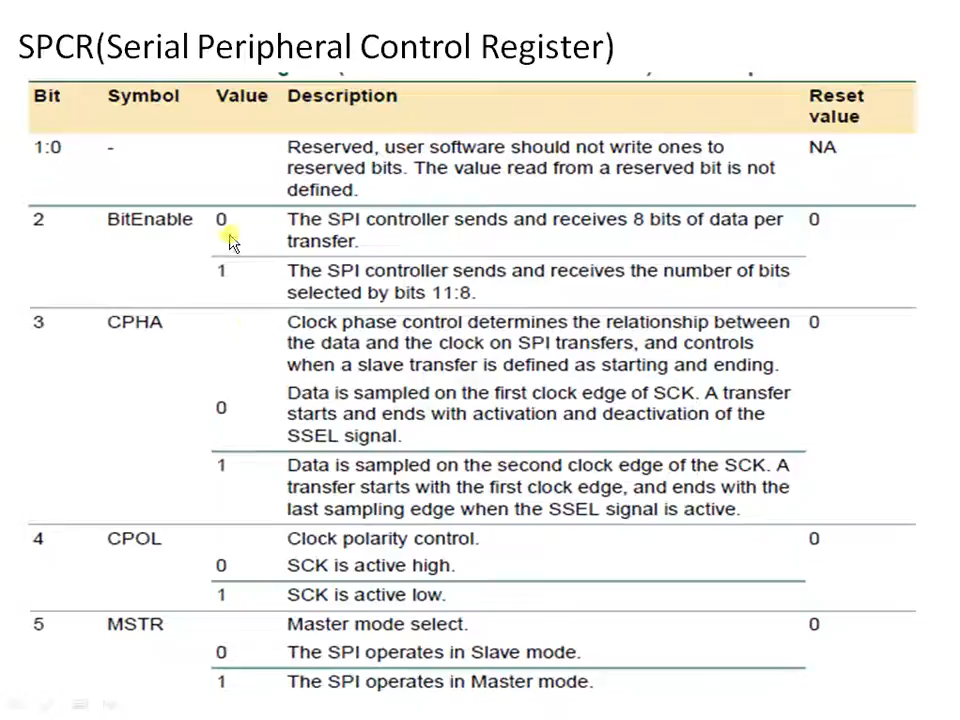 SPCR(Serial Peripheral Control Register)
Bit Symbol Value Description Reset
value
1:0 - Reserved, user software should not write ones to NA
reserved bits. The value read from a reserved bit is not
defined.
2 BitEnable 0 The SPI controller sends and receives 8 bits of data per 0
transfer.
1 The SPI controller sends and receives the number of bits
selected by bits 11:8.
3 CPHA Clock phase control determines the relationship between 0
the data and the clock on SPI transfers, and controls
when a slave transfer is defined as starting and ending.
0 Data is sampled on the first clock edge of SCK. A transfer
starts and ends with activation and deactivation of the
SSEL signal.
1 Data is sampled on the second clock edge of the SCK. A
transfer starts with the first clock edge, and ends with the
last sampling edge when the SSEL signal is active.
4 CPOL Clock polarity control. 0
0 SCK is active high.
1 SCK is active low.
5 MSTR Master mode select. 0
0 The SPI operates in Slave mode.
1 The SPI operates in Master mode.